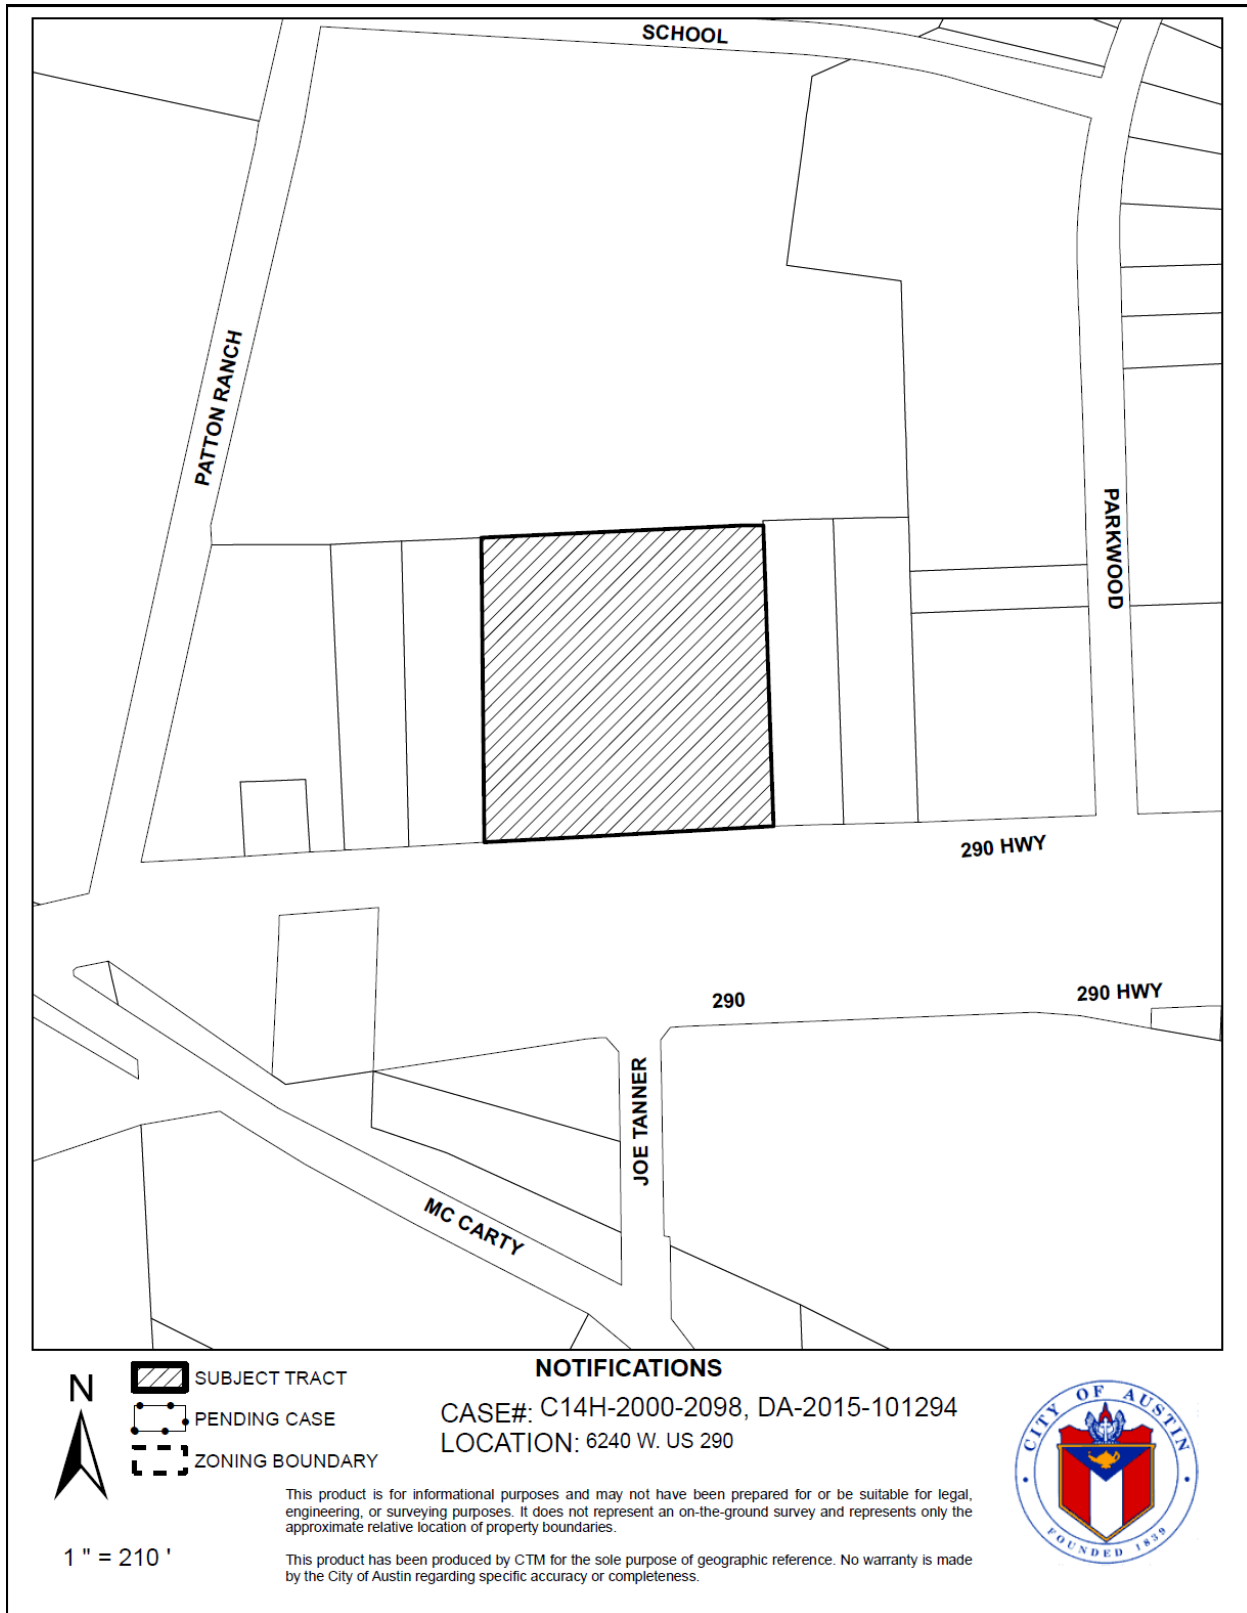 SCHOOL
PATTON RANCH
PARKWOOD
290 HWY
290
290 HWY
JOE TANNER
MC CARTY
N
1 " = 210 '
SUBJECT TRACT
PENDING CASE
ZONING BOUNDARY
NOTIFICATIONS
CASE#: C14H-2000-2098, DA-2015-101294
LOCATION: 6240 W. US 290
This product is for informational purposes and may not have been prepared for or be suitable for legal,
engineering, or surveying purposes. It does not represent an on-the-ground survey and represents only the
approximate relative location of property boundaries.
This product has been produced by CTM for the sole purpose of geographic reference. No warranty is made
by the City of Austin regarding specific accuracy or completeness.
CITY OF AUSTIN
FOUNDED 1839